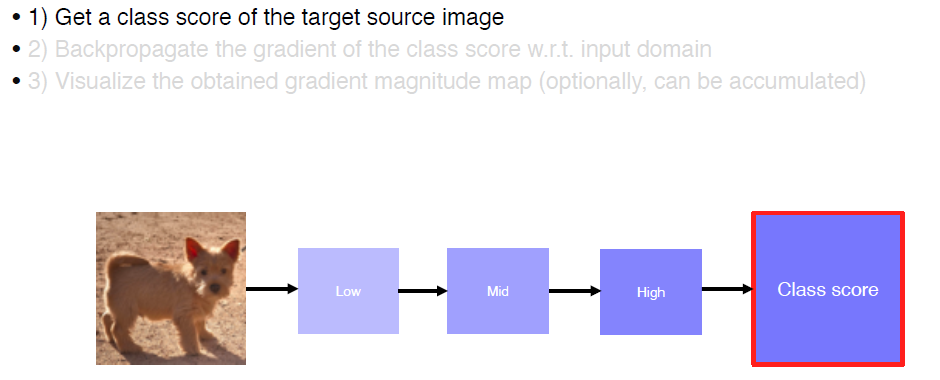 • 1) Get a class score of the target source image
• 2) Backpropagate the gradient of the class score w.r.t. input domain
• 3) Visualize the obtained gradient magnitude map (optionally, can be accumulated)
Low
Mid
High
Class score